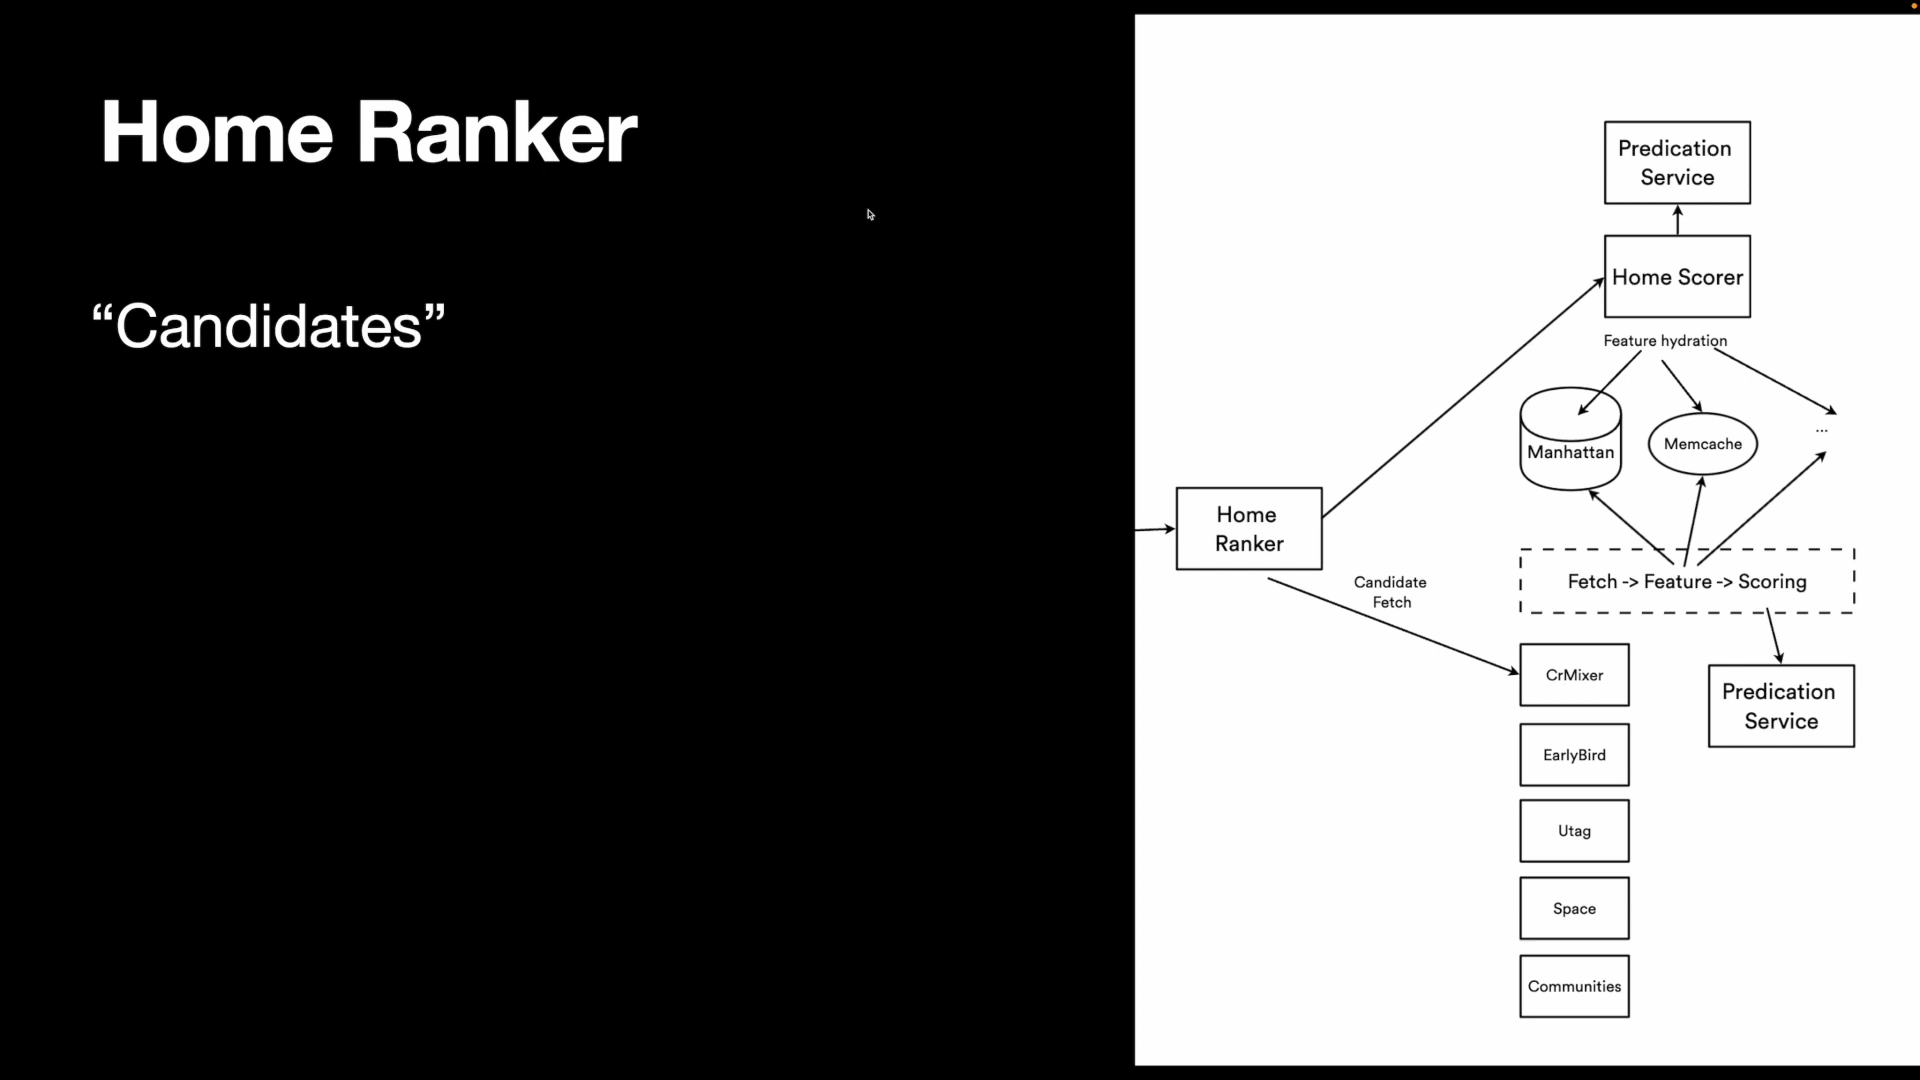 Home Ranker
“Candidates”
Predication
Service
Home Scorer
Feature hydration
Manhattan
Memcache
...
Home
Ranker
Candidate
Fetch
Fetch -> Feature -> Scoring
CrMixer
Predication
Service
EarlyBird
Utag
Space
Communities